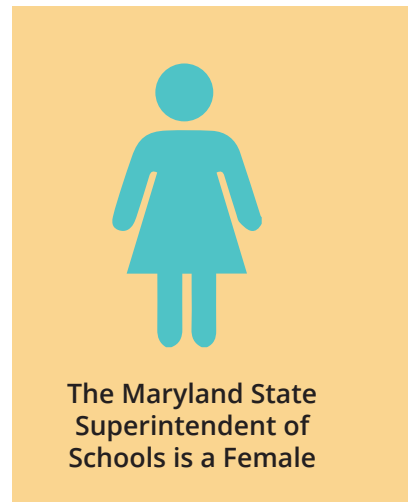 The Maryland State
Superintendent of
Schools is a Female